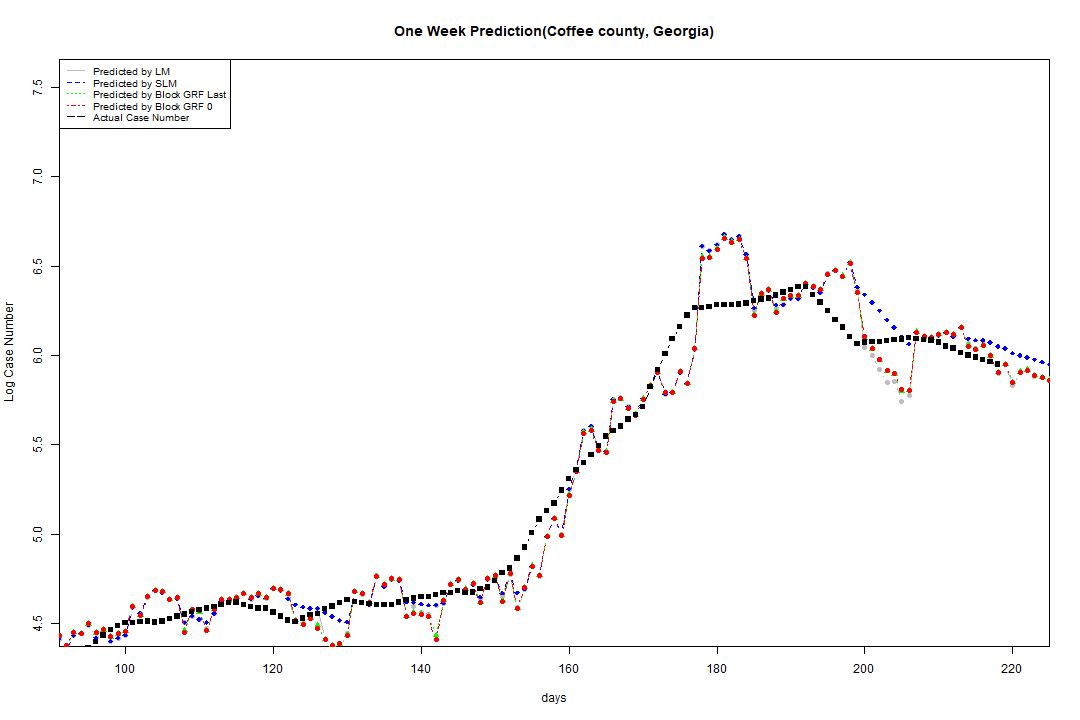 One Week Prediction(Coffee county, Georgia)
Predicted by LM
Predicted by SLM
Predicted by Block GRF Last
Predicted by Block GRF 0
Actual Case Number
Log Case Number
7.5
7.0
6.5
6.0
5.5
5.0
4.5
100 120 140 160 180 200 220
days